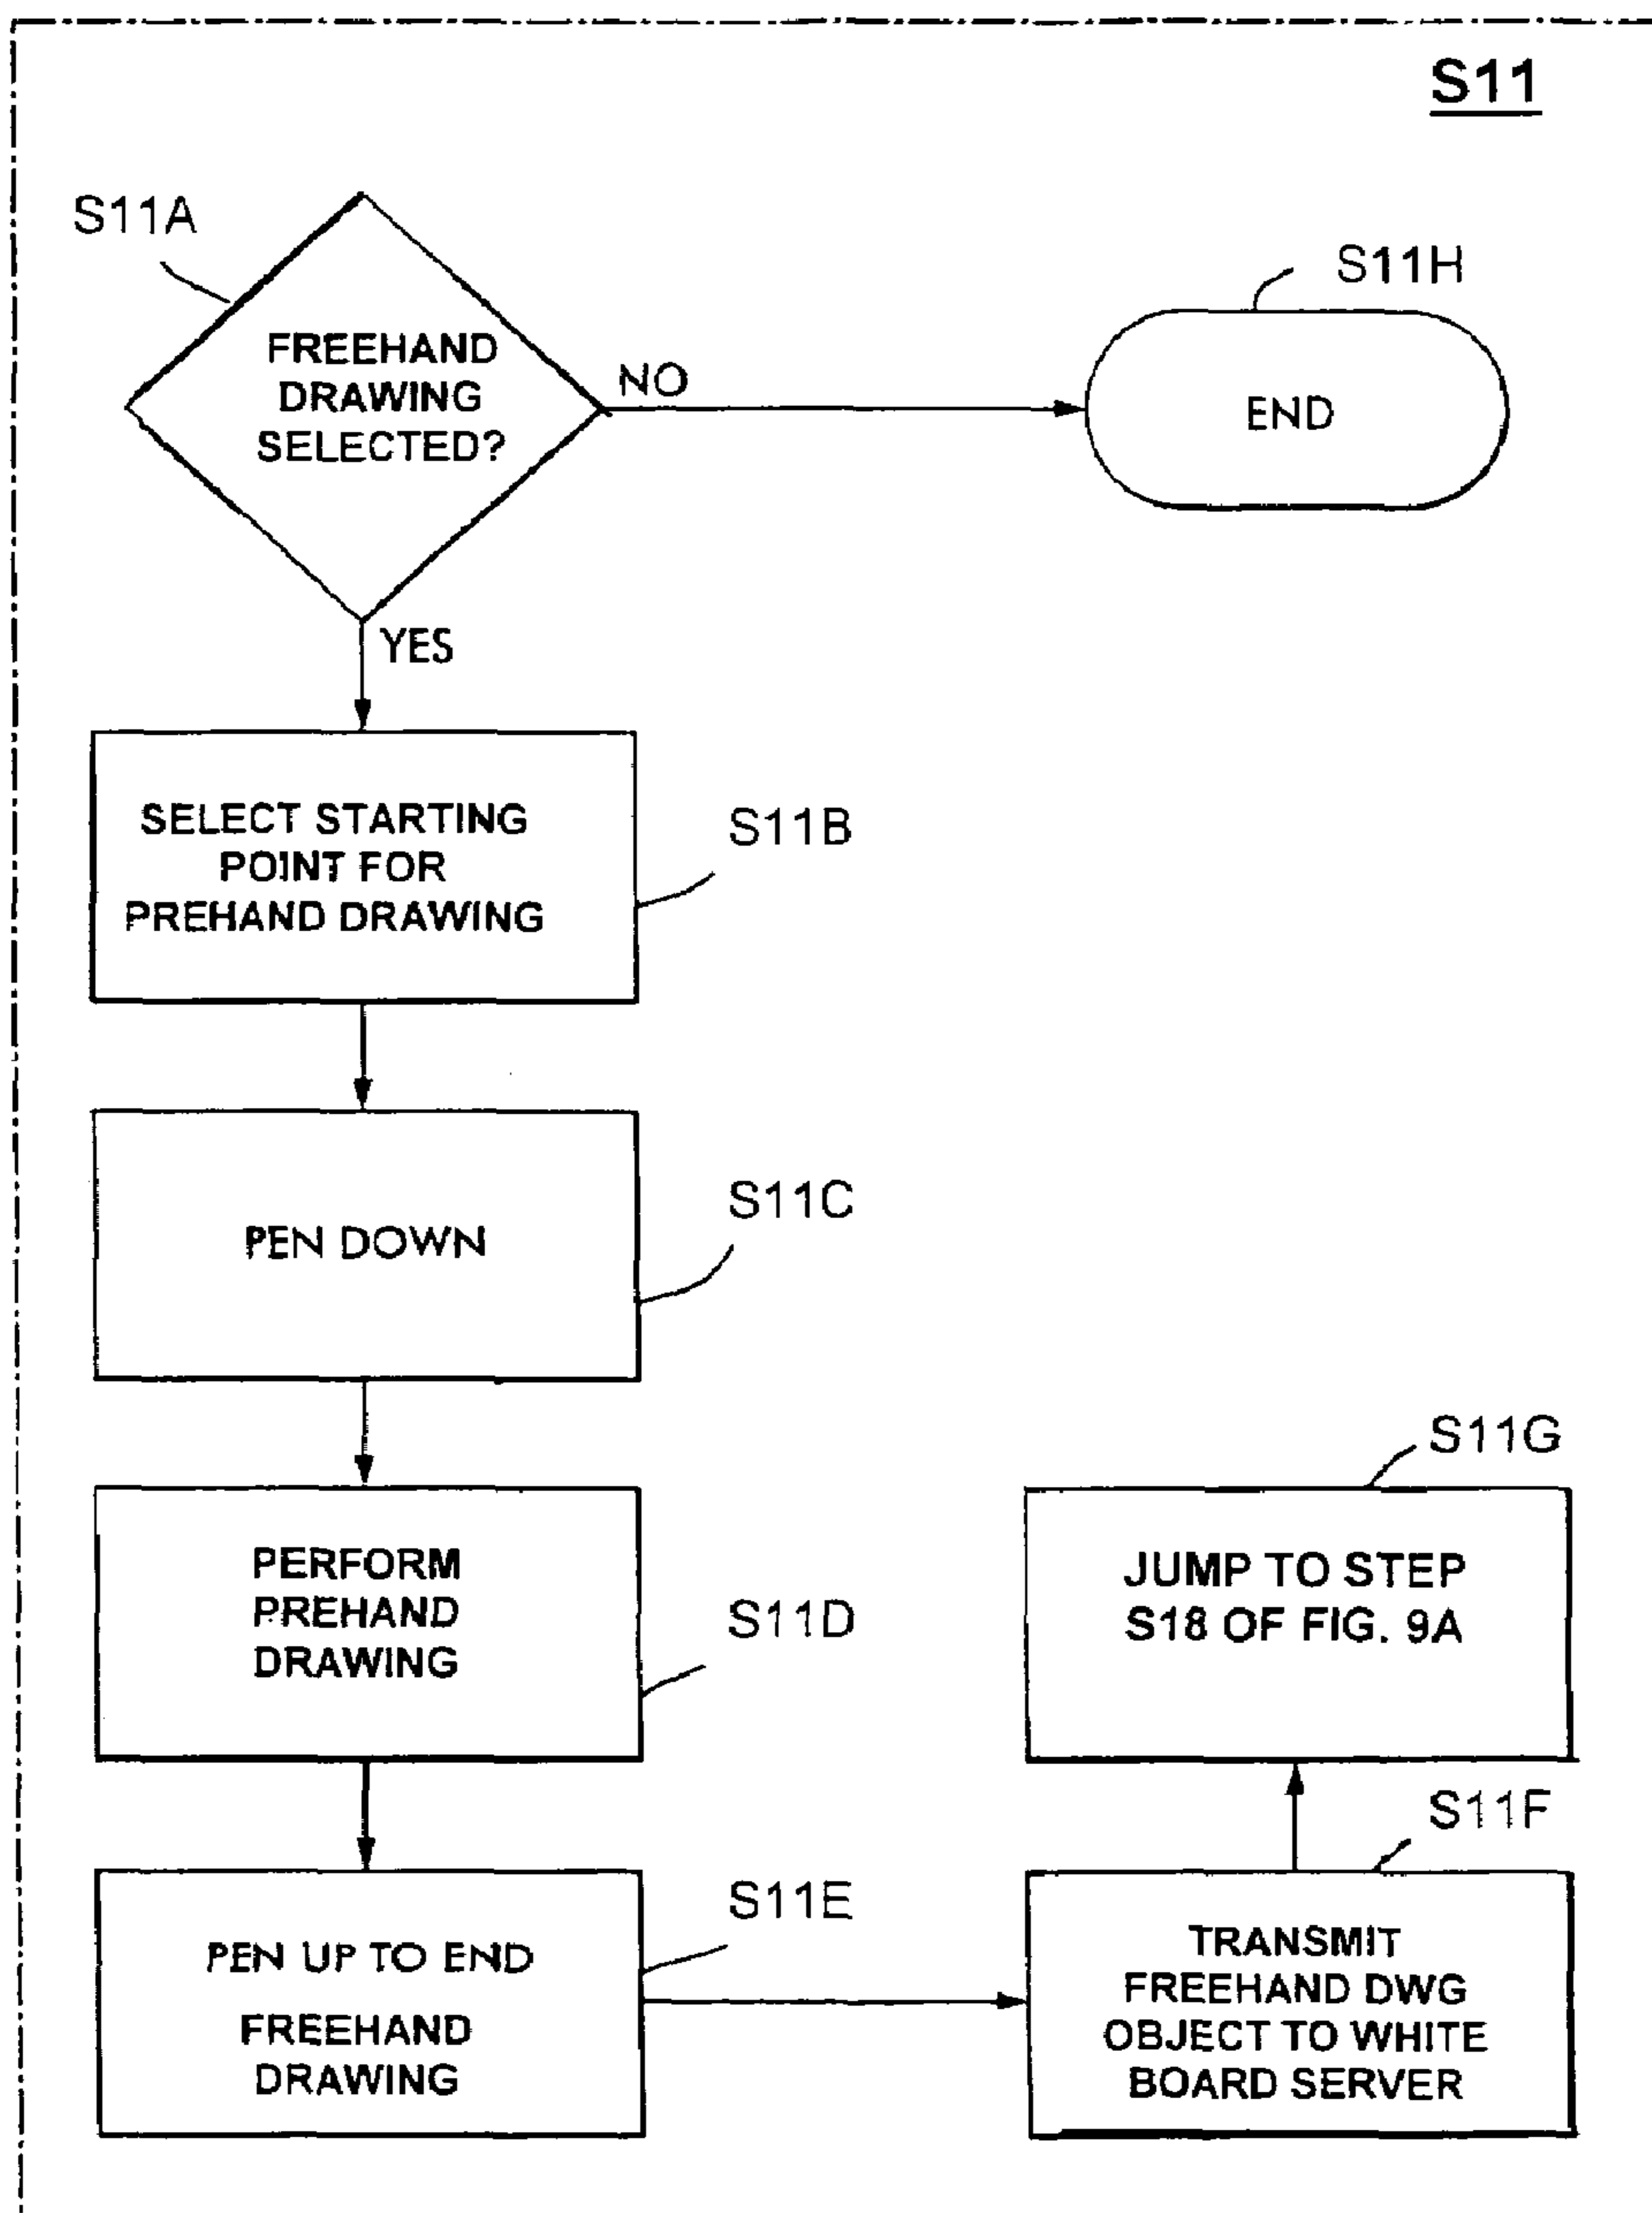 S11
S11A
FREEHAND
DRAWING
SELECTED?
NO
S11H
END
YES
SELECT STARTING
POINT FOR
PREHAND DRAWING
S11B
PEN DOWN
S11C
PERFORM
PREHAND
DRAWING
S11D
PEN UP TO END
FREEHAND
DRAWING
S11E
TRANSMIT
FREEHAND DWG
OBJECT TO WHITE
BOARD SERVER
S11F
JUMP TO STEP
S18 OF FIG. 9A
S11G